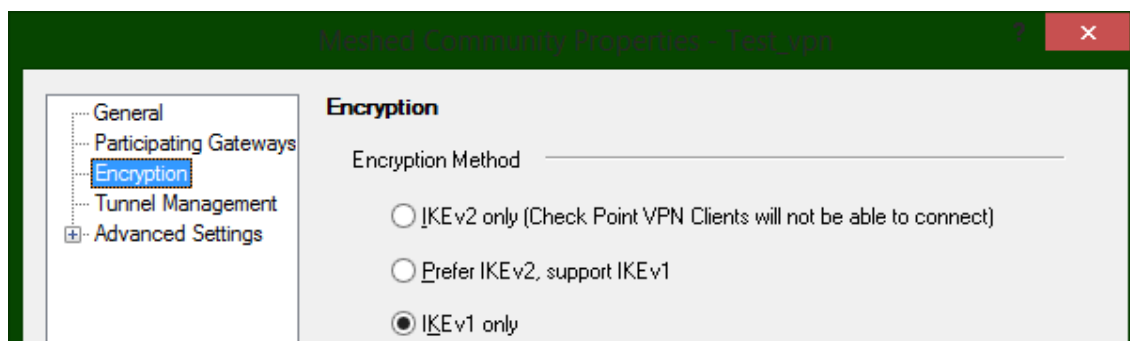 Meshed Community Properties - Test_vpn
? ×
General
Participating Gateways
Encryption
Tunnel Management
Advanced Settings
Encryption
Encryption Method
IKEv2 only (Check Point VPN Clients will not be able to connect)
Prefer IKEv2, support IKEv1
IKEv1 only